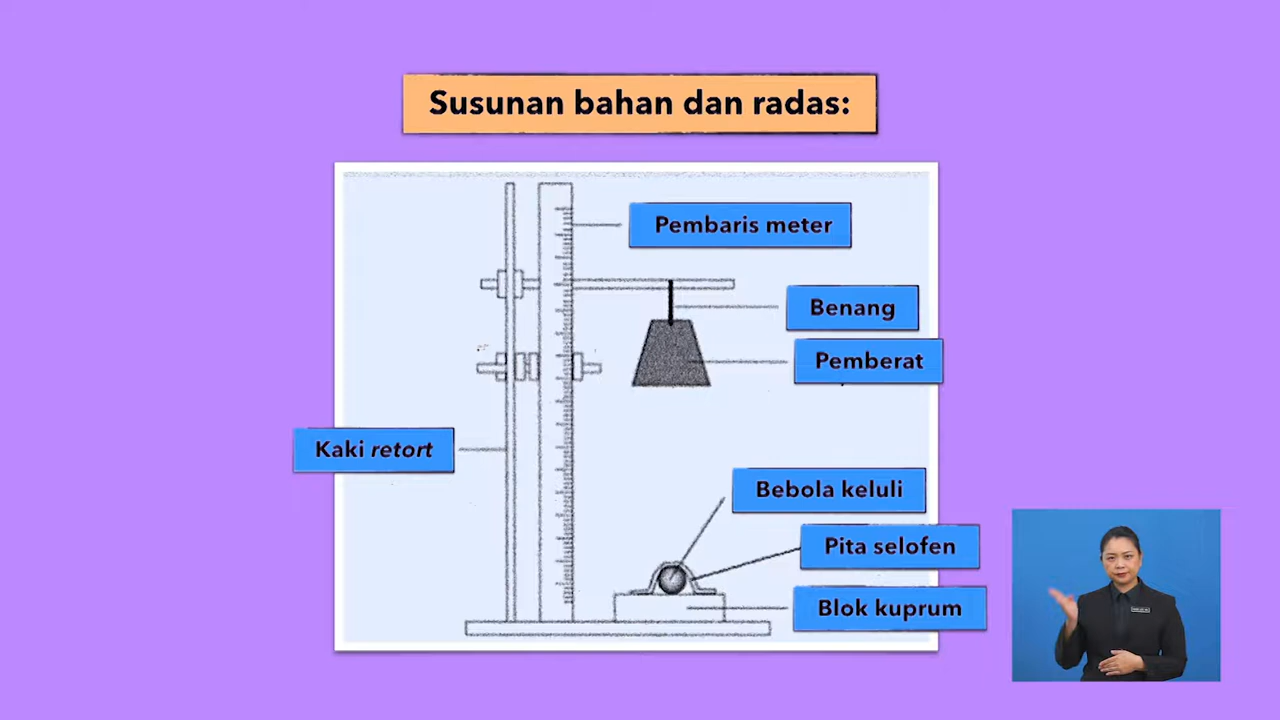 Susunan bahan dan radas:
Pembaris meter
Benang
Pemberat
Kaki retort
Bebola keluli
Pita selofen
Blok kuprum